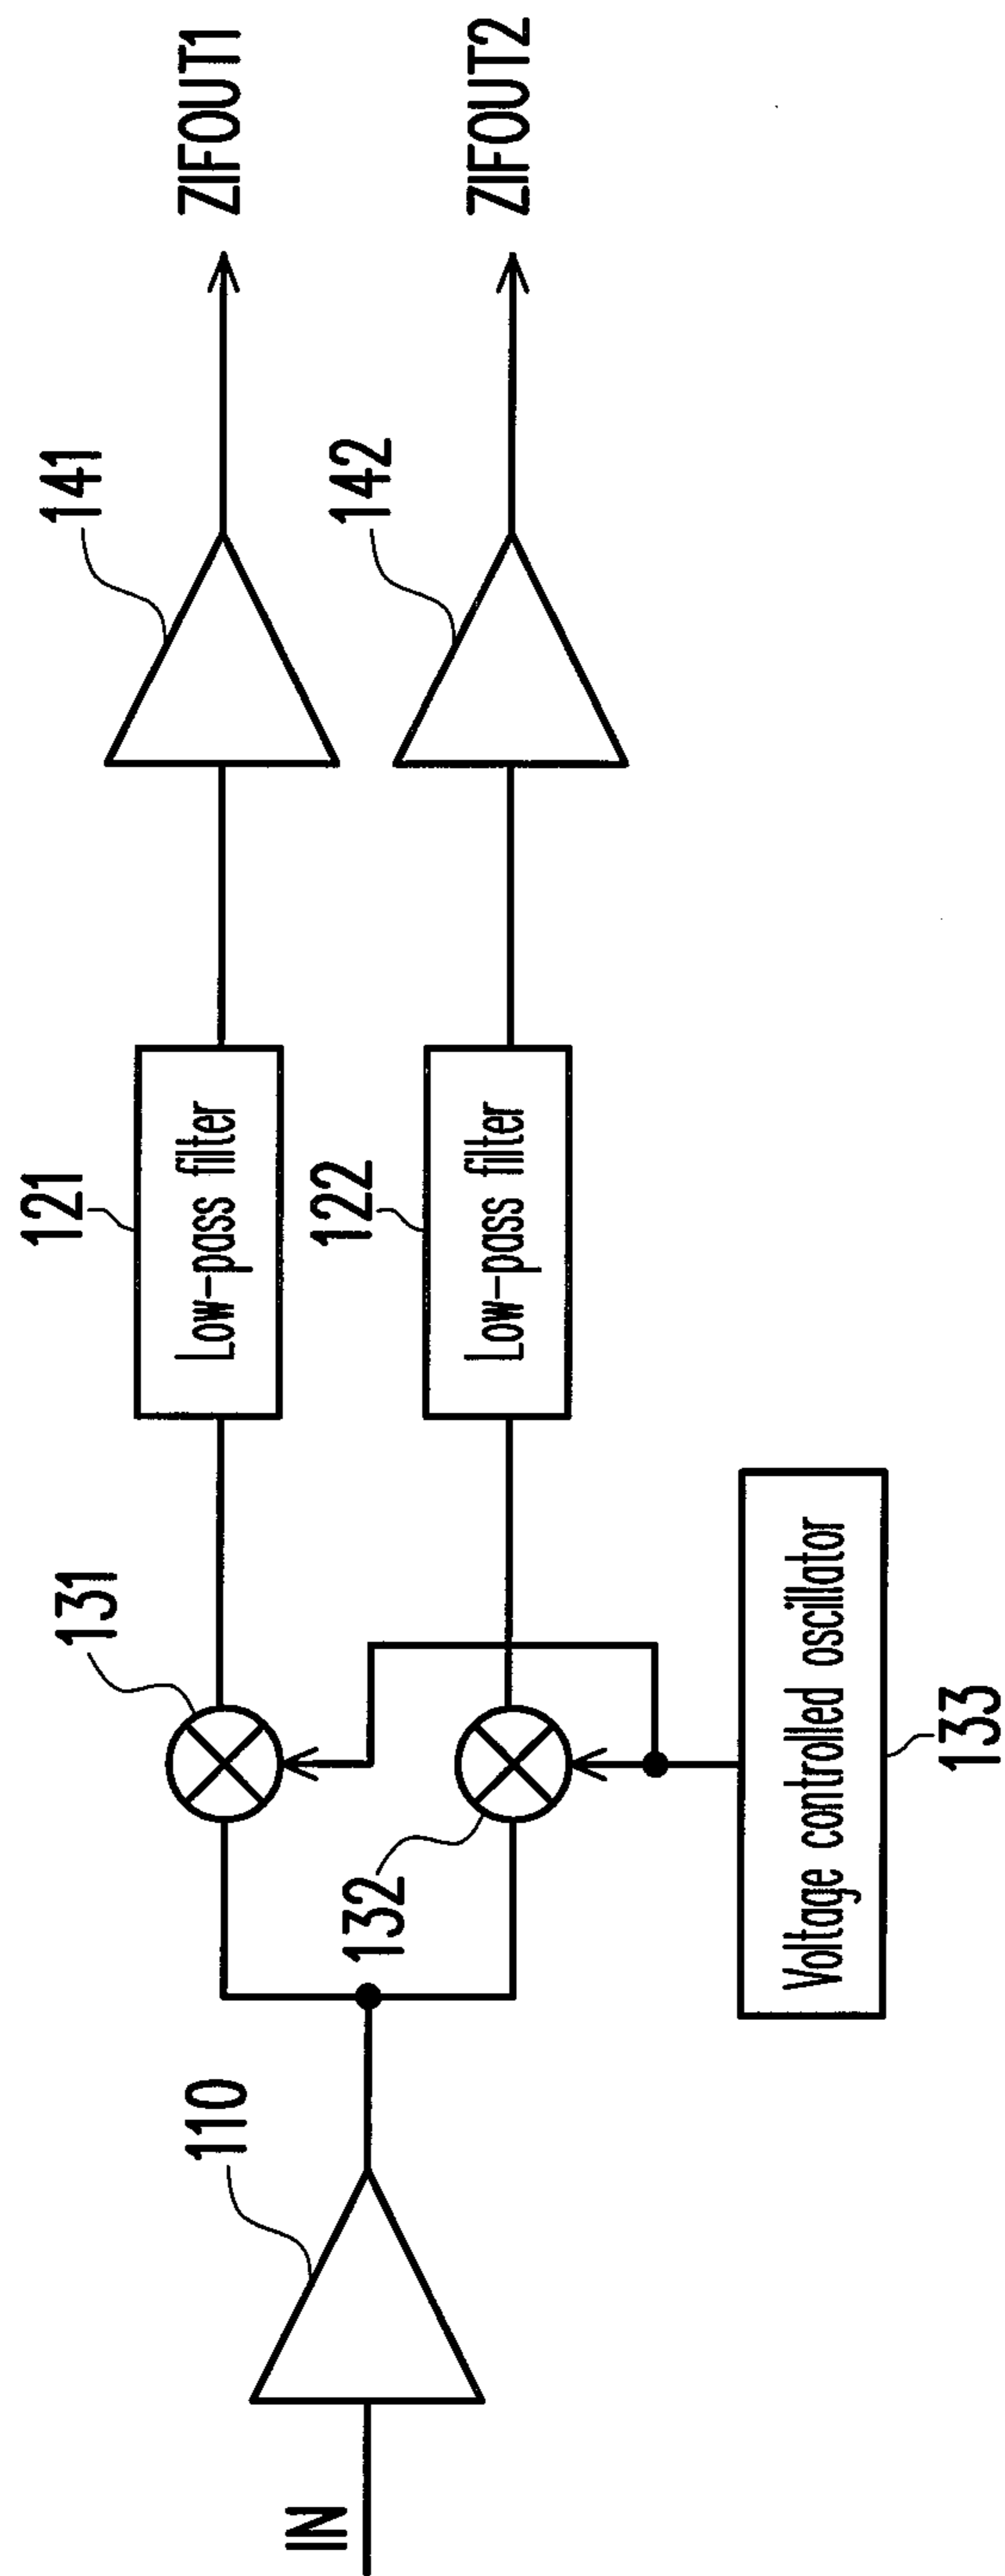 IN
110
131
132
Voltage controlled oscillator
133
121
Low-pass filter
122
Low-pass filter
141
142
ZIFOUT1
ZIFOUT2